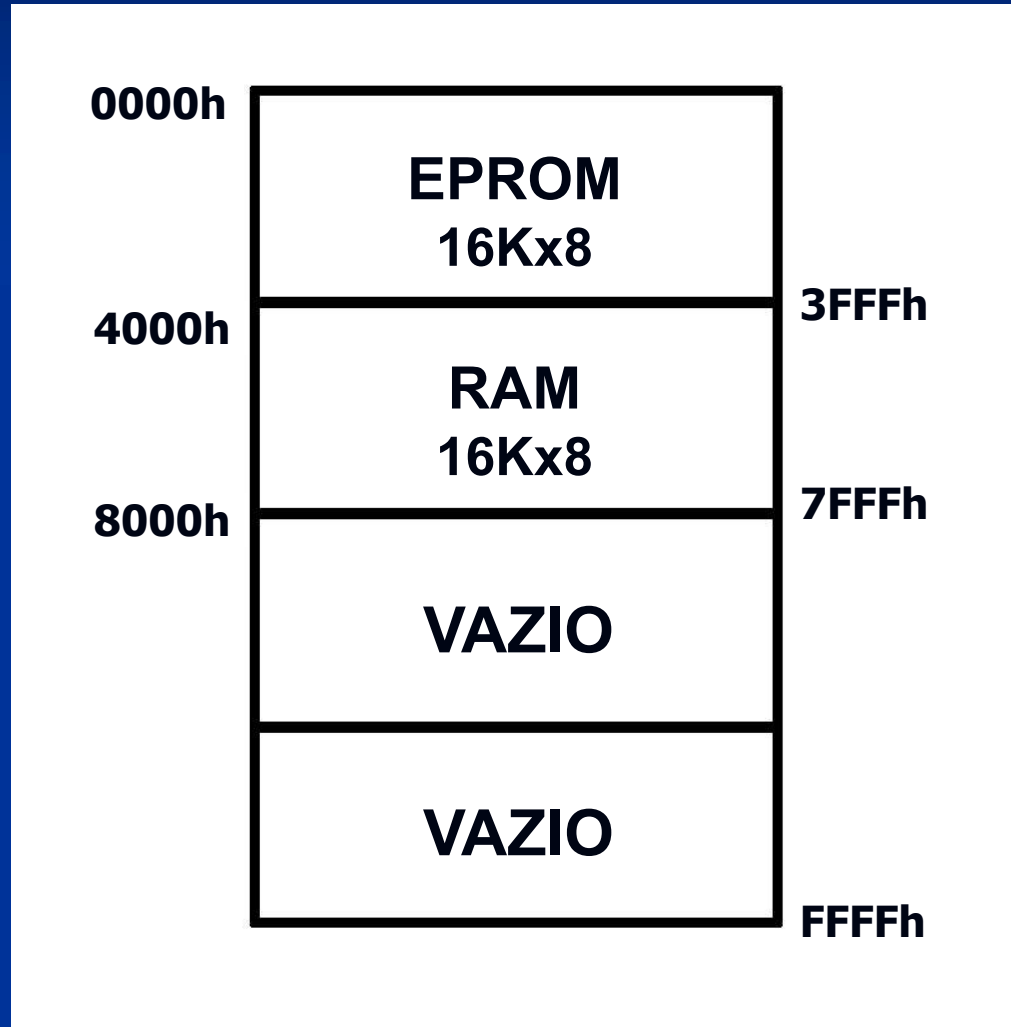 0000h
EPROM
16Kx8
3FFFh
4000h
RAM
16Kx8
7FFFh
8000h
VAZIO
VAZIO
FFFFh